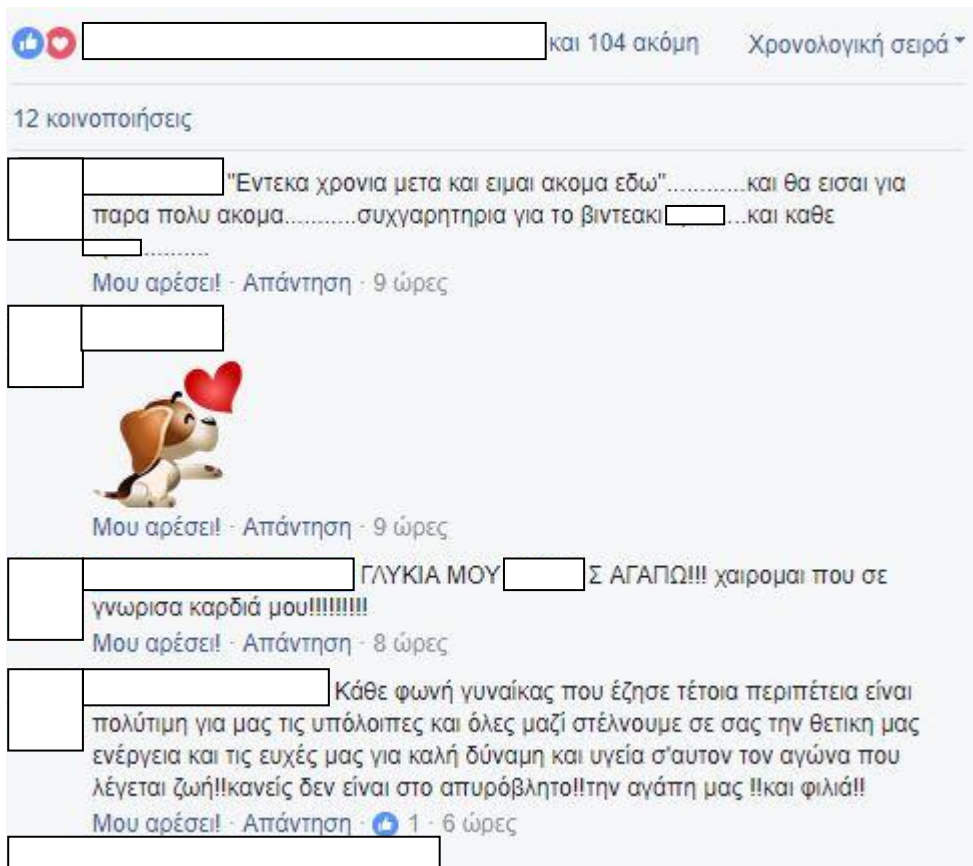 και 104 ακόμη Χρονολογική σειρά
12 κοινοποιήσεις
"Εντεκα χρονια μετα και ειμαι ακομα εδω"............και θα εισαι για
παρα πολυ ακομα...........συχγαρητηρια για το βιντεακι ...και καθε
...........
Μου αρέσει! · Απάντηση · 9 ώρες
Μου αρέσει! · Απάντηση · 9 ώρες
ΓΛΥΚΙΑ ΜΟΥ Σ ΑΓΑΠΩ!!! χαιρομαι που σε
γνωρισα καρδιά μου!!!!!!!!!
Μου αρέσει! · Απάντηση · 8 ώρες
Κάθε φωνή γυναίκας που έζησε τέτοια περιπέτεια είναι
πολύτιμη για μας τις υπόλοιπες και όλες μαζί στέλνουμε σε σας την θετικη μας
ενέργεια και τις ευχές μας για καλή δύναμη και υγεία σ'αυτον τον αγώνα που
λέγεται ζωή!!κανείς δεν είναι στο απυρόβλητο!!την αγάπη μας !!και φιλιά!!
Μου αρέσει! · Απάντηση · 1 · 6 ώρες